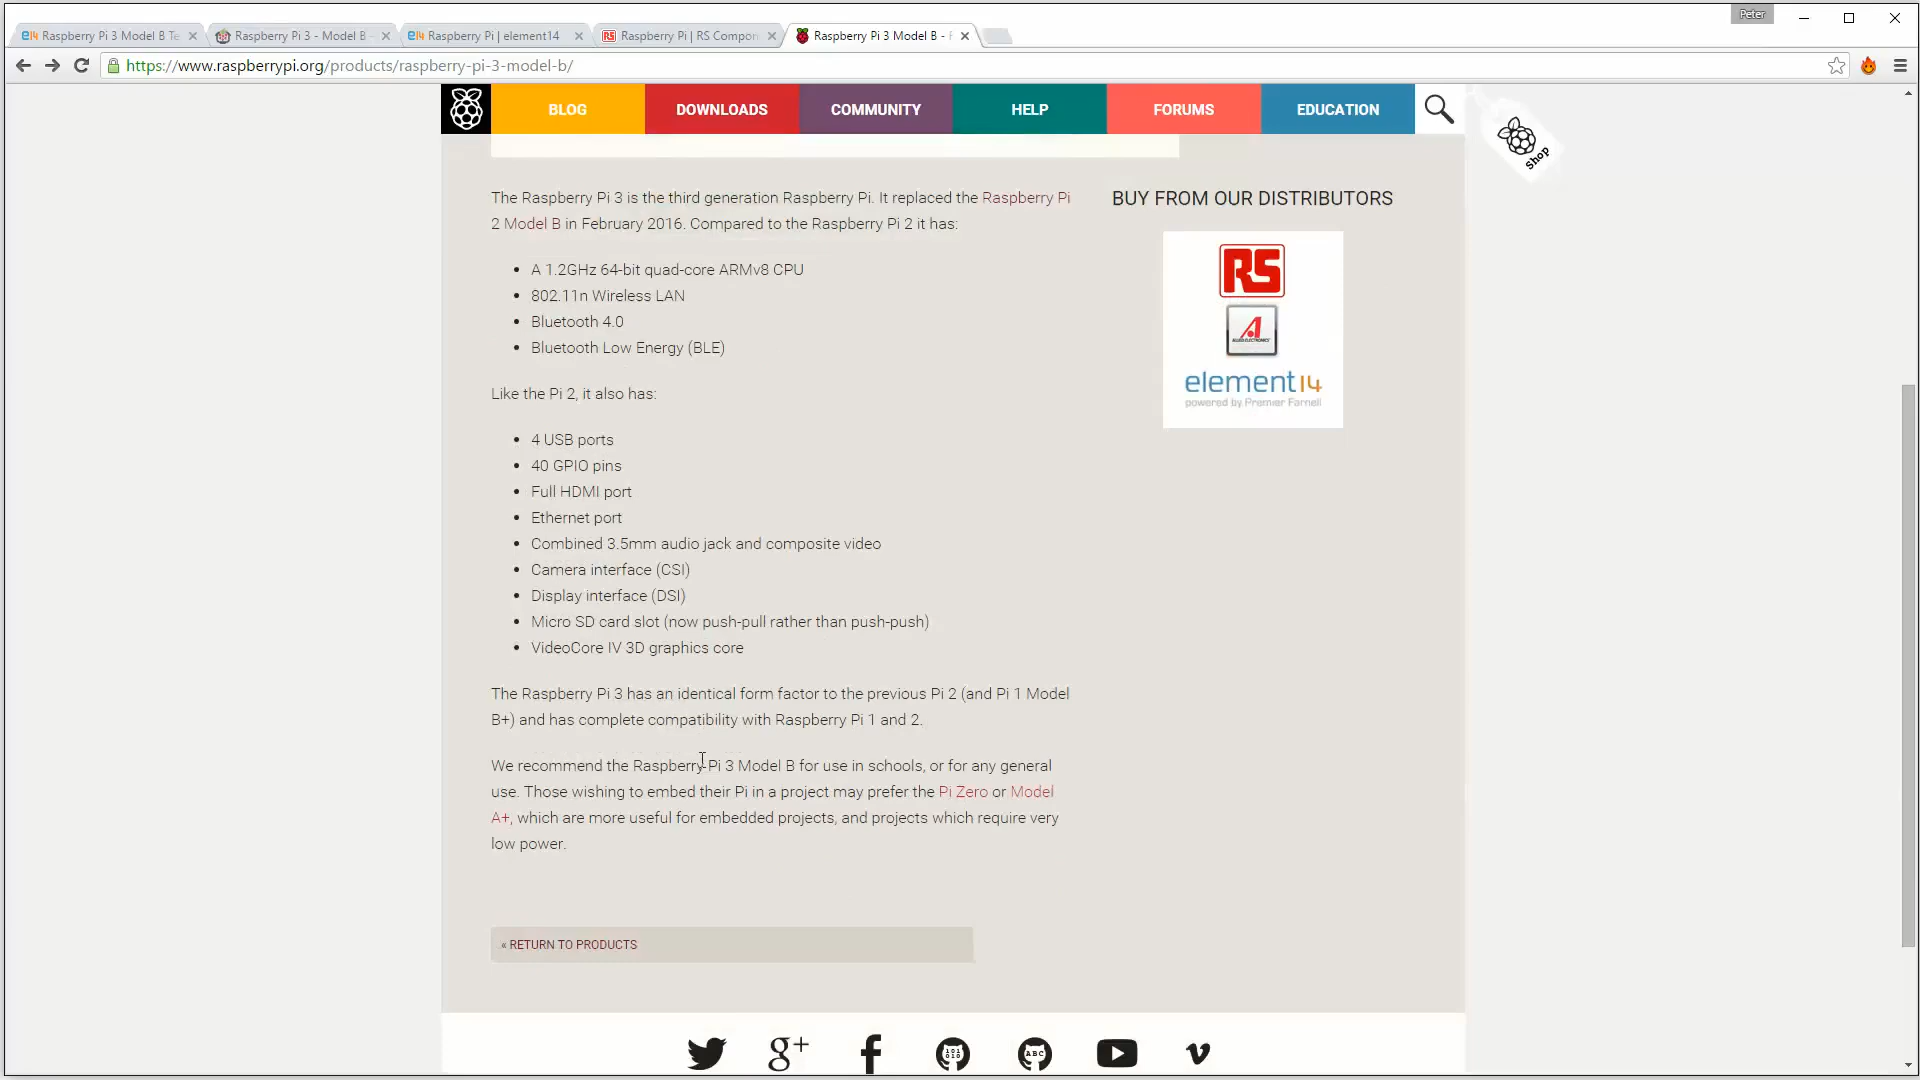 Peter
Raspberry Pi 3 Model B Te
Raspberry Pi 3 - Model B -
Raspberry Pi | element14
Raspberry Pi | RS Compon
Raspberry Pi 3 Model B -
https://www.raspberrypi.org/products/raspberry-pi-3-model-b/
BLOG
DOWNLOADS
COMMUNITY
HELP
FORUMS
EDUCATION
Shop
The Raspberry Pi 3 is the third generation Raspberry Pi. It replaced the Raspberry Pi
2 Model B in February 2016. Compared to the Raspberry Pi 2 it has:
• A 1.2GHz 64-bit quad-core ARMv8 CPU
• 802.11n Wireless LAN
• Bluetooth 4.0
• Bluetooth Low Energy (BLE)
Like the Pi 2, it also has:
• 4 USB ports
• 40 GPIO pins
• Full HDMI port
• Ethernet port
• Combined 3.5mm audio jack and composite video
• Camera interface (CSI)
• Display interface (DSI)
• Micro SD card slot (now push-pull rather than push-push)
• VideoCore IV 3D graphics core
The Raspberry Pi 3 has an identical form factor to the previous Pi 2 (and Pi 1 Model
B+) and has complete compatibility with Raspberry Pi 1 and 2.
We recommend the Raspberry Pi 3 Model B for use in schools, or for any general
use. Those wishing to embed their Pi in a project may prefer the Pi Zero or Model
A+, which are more useful for embedded projects, and projects which require very
low power.
« RETURN TO PRODUCTS
BUY FROM OUR DISTRIBUTORS
RS
ALLIED ELECTRONICS
element14
powered by Premier Farnell
g+
f
101
010
ABC
v